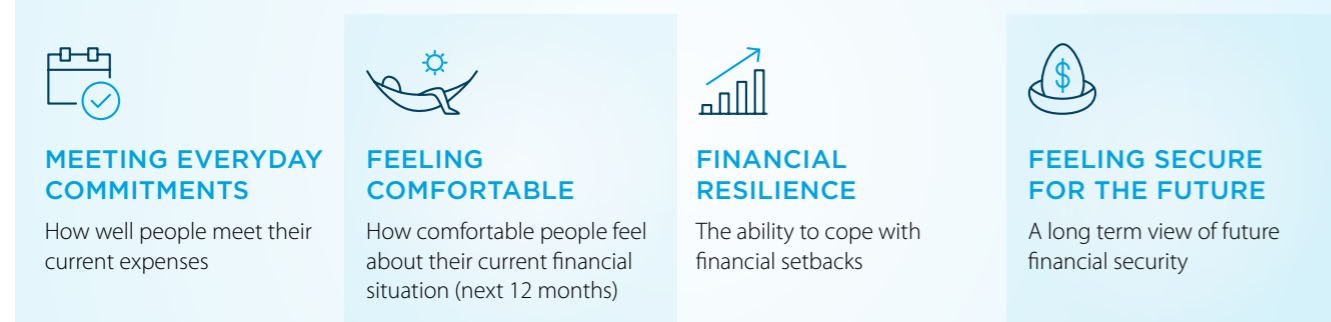 MEETING EVERYDAY
COMMITMENTS
How well people meet their
current expenses
FEELING
COMFORTABLE
How comfortable people feel
about their current financial
situation (next 12 months)
FINANCIAL
RESILIENCE
The ability to cope with
financial setbacks
$
FEELING SECURE
FOR THE FUTURE
A long term view of future
financial security